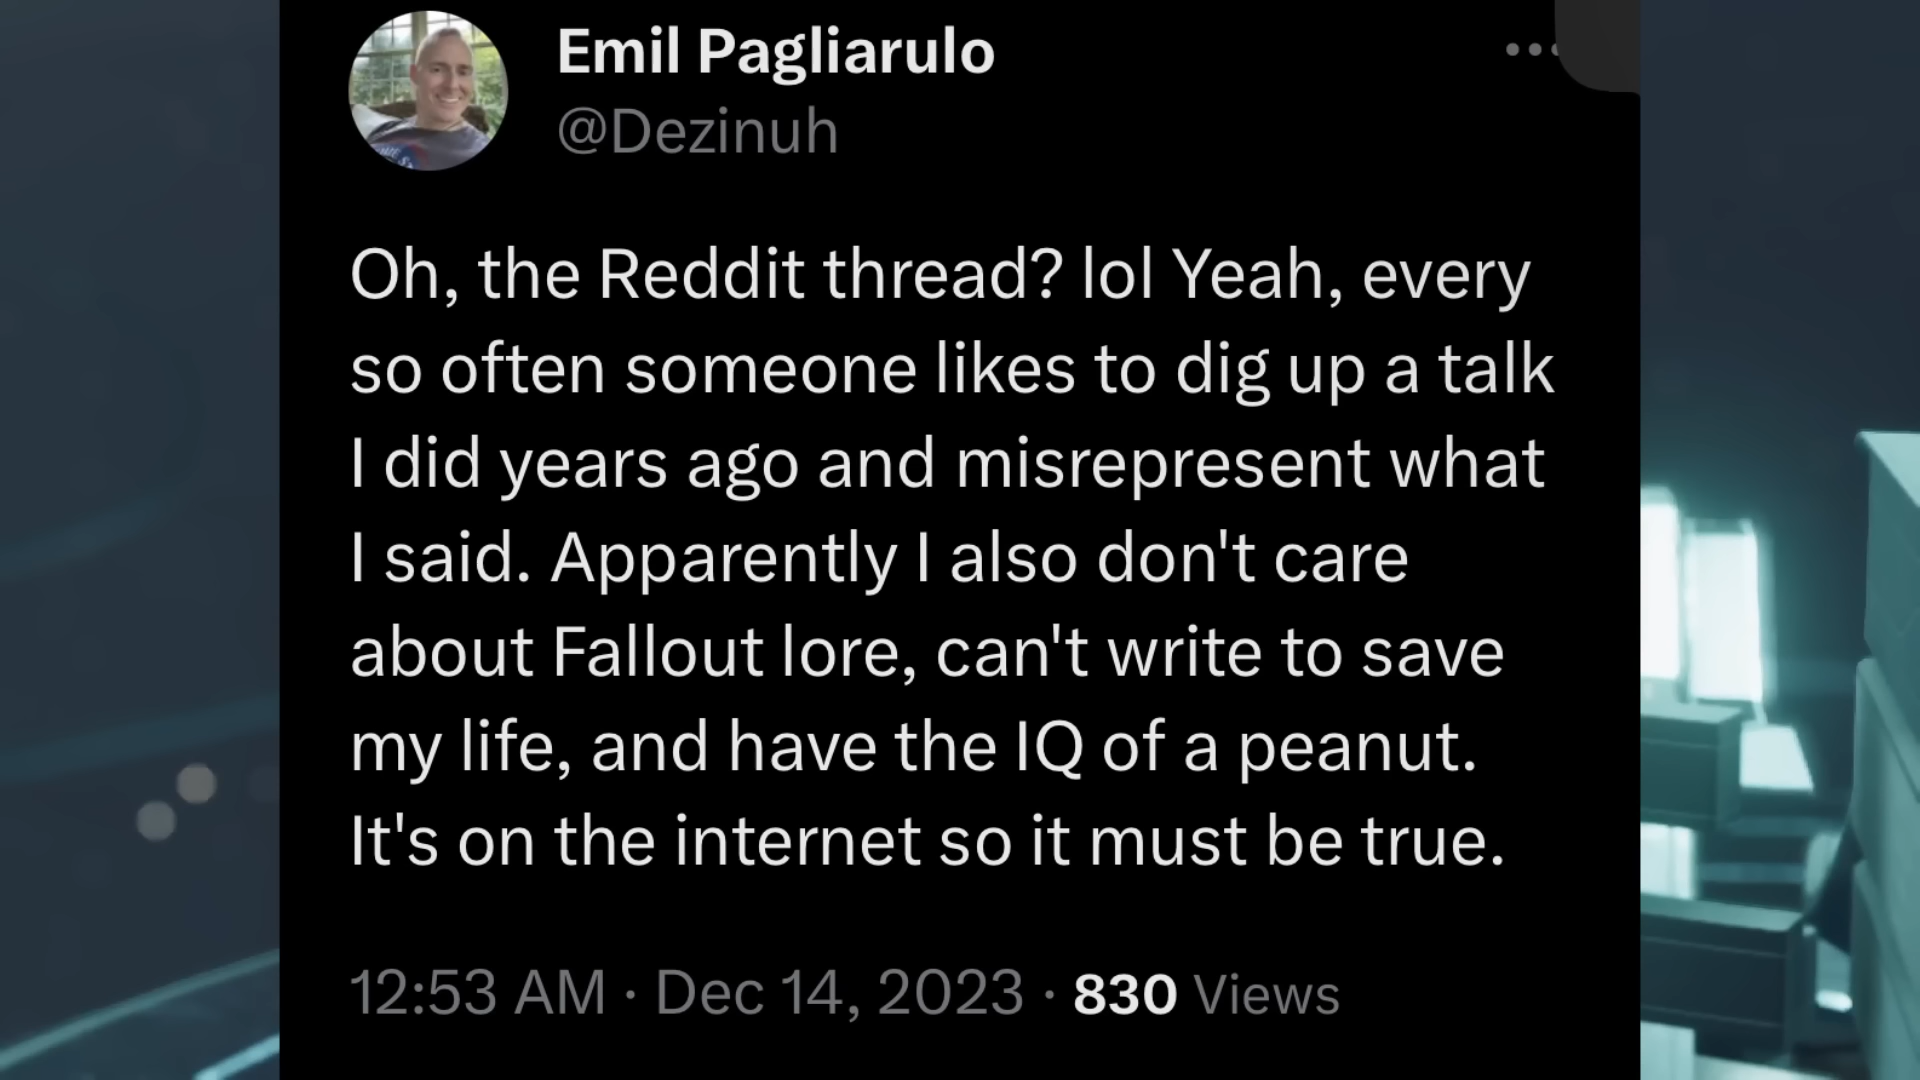 Emil Pagliarulo
@Dezinuh
Oh, the Reddit thread? lol Yeah, every
so often someone likes to dig up a talk
I did years ago and misrepresent what
I said. Apparently I also don't care
about Fallout lore, can't write to save
my life, and have the IQ of a peanut.
It's on the internet so it must be true.
12:53 AM · Dec 14, 2023 · 830 Views